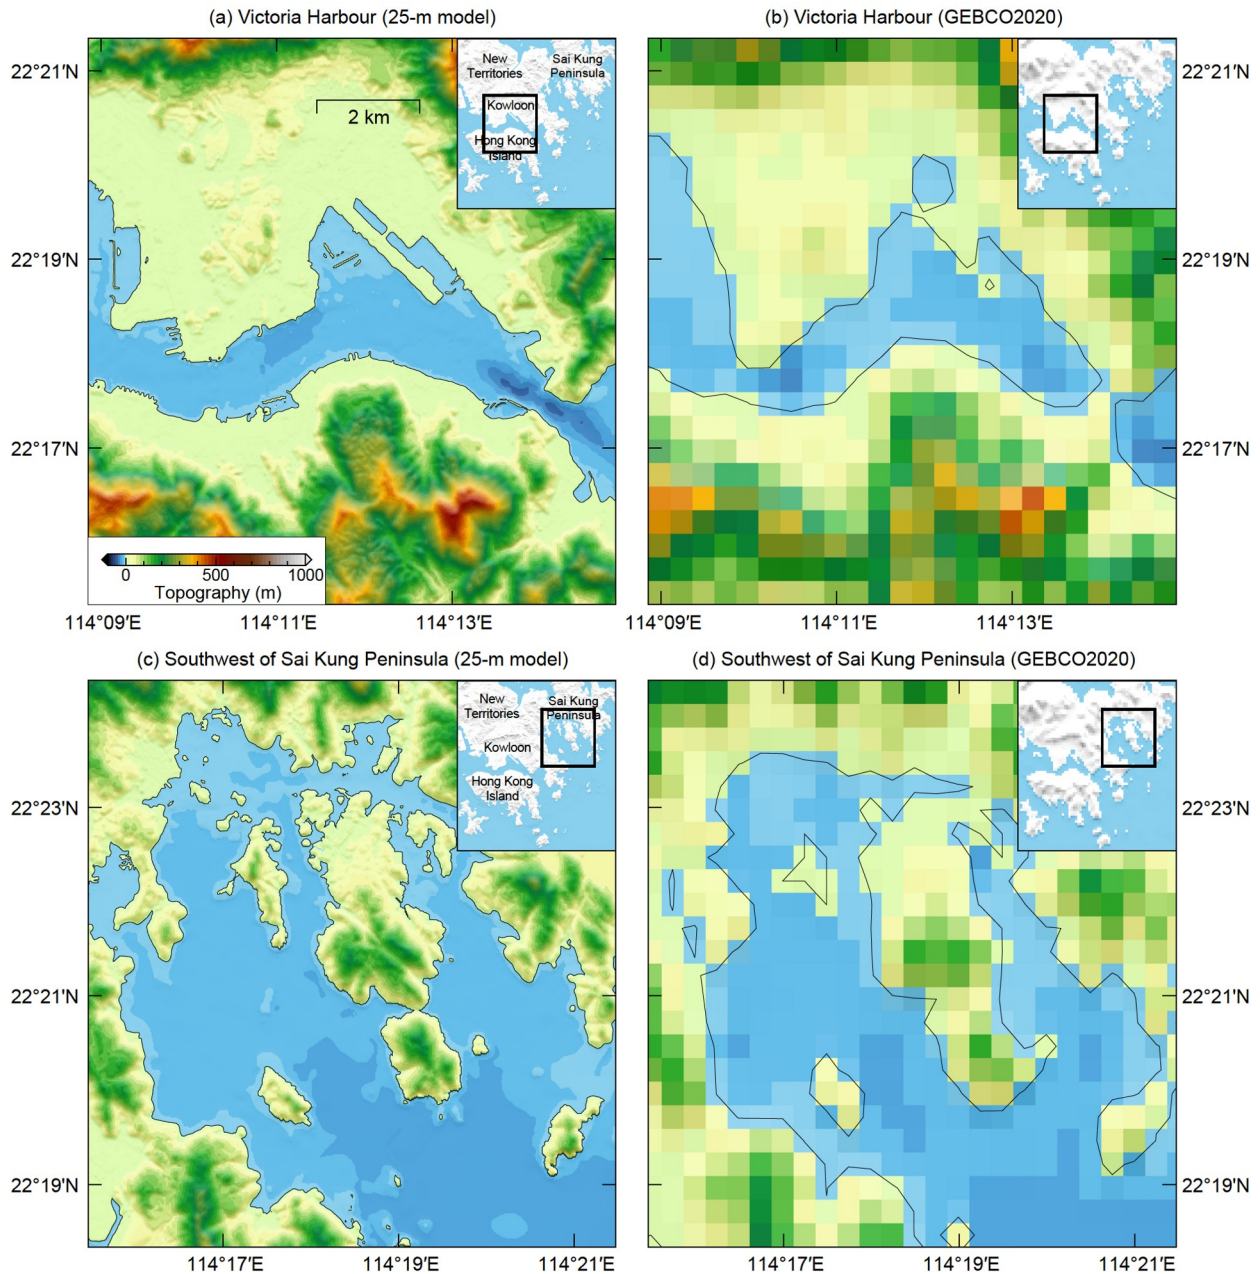 (a) Victoria Harbour (25-m model)
(b) Victoria Harbour (GEBCO2020)
22°21′N
22°19′N
22°17′N
2 km
New
Territories
Sai Kung
Peninsula
Kowloon
Hong Kong
Island
0
500
1000
Topography (m)
114°09′E
114°11′E
114°13′E
22°21′N
22°19′N
22°17′N
114°09′E
114°11′E
114°13′E
(c) Southwest of Sai Kung Peninsula (25-m model)
(d) Southwest of Sai Kung Peninsula (GEBCO2020)
22°23′N
22°21′N
22°19′N
New
Territories
Sai Kung
Peninsula
Kowloon
Hong Kong
Island
114°17′E
114°19′E
114°21′E
22°23′N
22°21′N
22°19′N
114°17′E
114°19′E
114°21′E